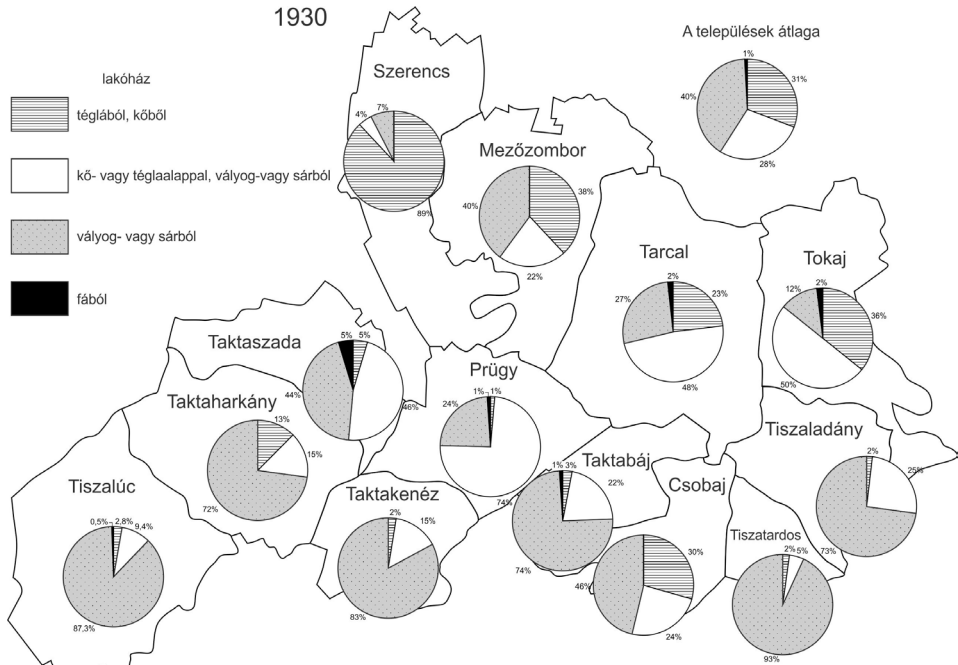 1930
lakóház
téglából, kőből
kő- vagy téglaalappal, vályog-vagy sárból
vályog- vagy sárból
fából
A települések átlaga
1%
31%
40%
28%
Szerencs
4%
7%
89%
Mezőzombor
40%
38%
22%
Tarcal
2%
27%
23%
48%
Tokaj
2%
12%
36%
50%
Taktaszada
5%
5%
44%
46%
Prügy
1%
1%
24%
74%
Taktaharkány
13%
15%
72%
Tiszalúc
0,5%
2,8%
9,4%
87,3%
Taktakenéz
2%
15%
83%
Taktabáj
1%
3%
22%
74%
Csobaj
30%
46%
24%
Tiszaladány
2%
25%
73%
Tiszatardos
2%
5%
93%